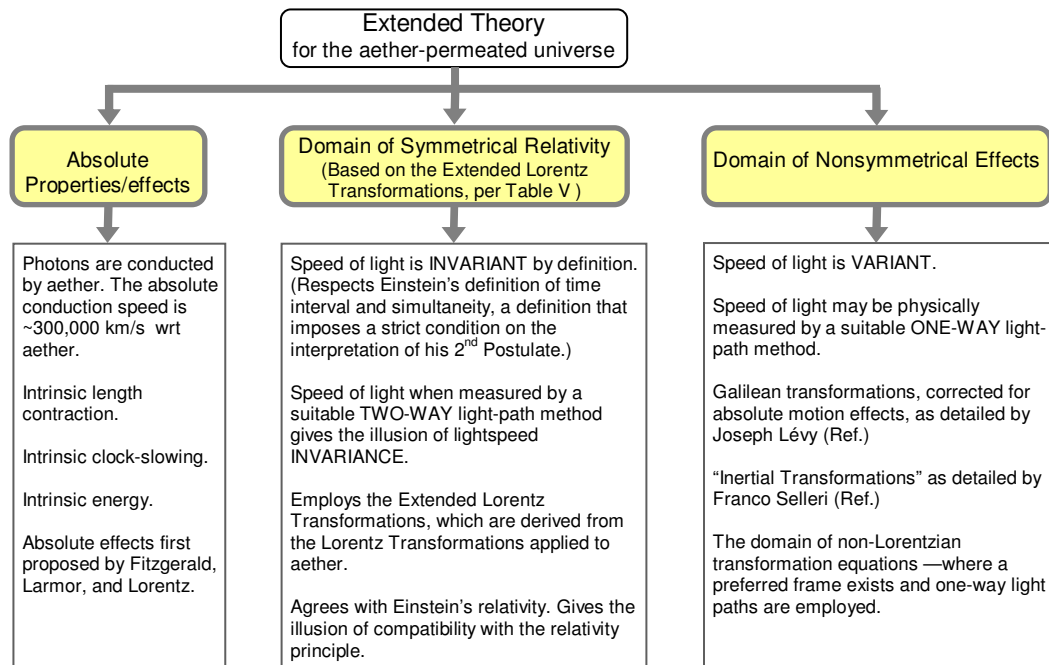 Extended Theory
for the aether-permeated universe
Absolute
Properties/effects
Domain of Symmetrical Relativity
(Based on the Extended Lorentz
Transformations, per Table V )
Domain of Nonsymmetrical Effects
Photons are conducted
by aether. The absolute
conduction speed is
~300,000 km/s wrt
aether.
Intrinsic length
contraction.
Intrinsic clock-slowing.
Intrinsic energy.
Absolute effects first
proposed by Fitzgerald,
Larmor, and Lorentz.
Speed of light is INVARIANT by definition.
(Respects Einstein’s definition of time
interval and simultaneity, a definition that
imposes a strict condition on the
interpretation of his 2nd Postulate.)
Speed of light when measured by a
suitable TWO-WAY light-path method
gives the illusion of lightspeed
INVARIANCE.
Employs the Extended Lorentz
Transformations, which are derived from
the Lorentz Transformations applied to
aether.
Agrees with Einstein’s relativity. Gives the
illusion of compatibility with the relativity
principle.
Speed of light is VARIANT.
Speed of light may be physically
measured by a suitable ONE-WAY light-
path method.
Galilean transformations, corrected for
absolute motion effects, as detailed by
Joseph Lévy (Ref.)
“Inertial Transformations” as detailed by
Franco Selleri (Ref.)
The domain of non-Lorentzian
transformation equations —where a
preferred frame exists and one-way light
paths are employed.